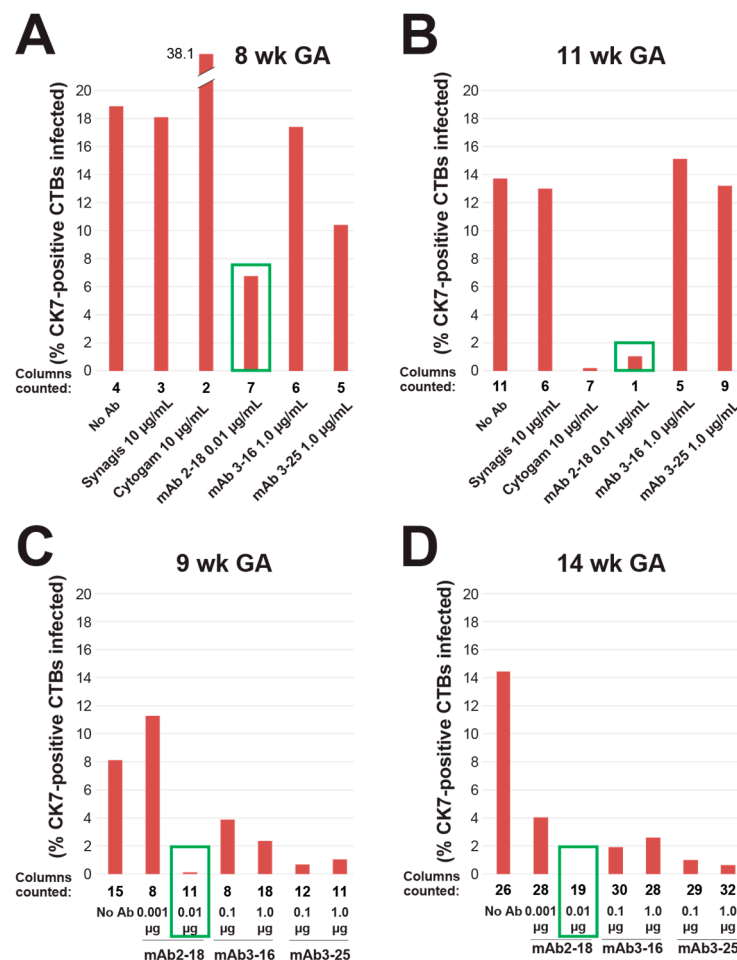 A
8 wk GA
38.1
(% CK7-positive CTBs infected)
20
18
16
14
12
10
8
6
4
2
0
Columns counted:
4 3 2 7 6 5
No Ab
Synagis 10 µg/mL
Cytogam 10 µg/mL
mAb 2-18 0.01 µg/mL
mAb 3-16 1.0 µg/mL
mAb 3-25 1.0 µg/mL
B
11 wk GA
(% CK7-positive CTBs infected)
20
18
16
14
12
10
8
6
4
2
0
Columns counted:
11 6 7 1 5 9
No Ab
Synagis 10 µg/mL
Cytogam 10 µg/mL
mAb 2-18 0.01 µg/mL
mAb 3-16 1.0 µg/mL
mAb 3-25 1.0 µg/mL
C
9 wk GA
(% CK7-positive CTBs infected)
20
18
16
14
12
10
8
6
4
2
0
Columns counted:
15 8 11 8 18 12 11
No Ab 0.001 0.01 0.1 1.0 0.1 1.0
µg µg µg µg µg µg
mAb2-18 mAb3-16 mAb3-25
D
14 wk GA
(% CK7-positive CTBs infected)
20
18
16
14
12
10
8
6
4
2
0
Columns counted:
26 28 19 30 28 29 32
No Ab 0.001 0.01 0.1 1.0 0.1 1.0
µg µg µg µg µg µg
mAb2-18 mAb3-16 mAb3-25